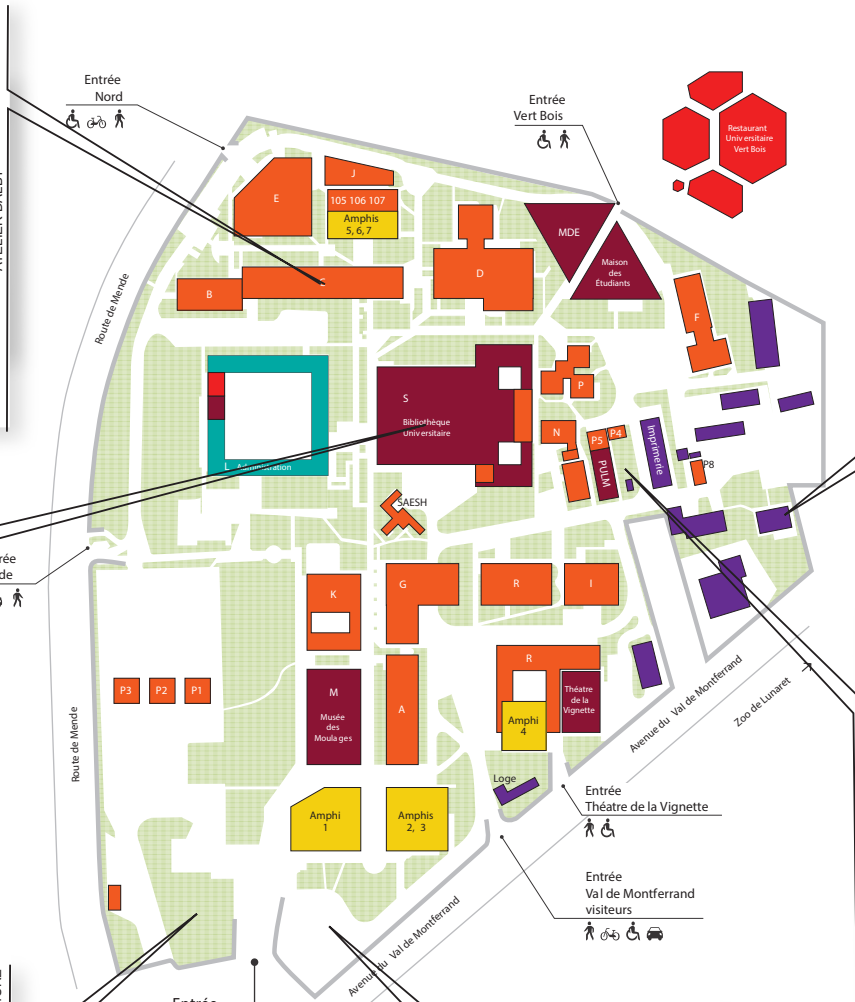 Entrée
Nord
Entrée
Vert Bois
Restaurant
Universitaire
Vert Bois
J
E
105 106 107
Amphis
5, 6, 7
MDE
Maison
des
Étudiants
D
B
C
F
Route de Mende
S
Bibliothèque
Universitaire
P
N
P5
P4
PULM
Imprimerie
P8
L Administration
SAESH
K
G
R
I
P3
P2
P1
M
Musée
des
Moulages
A
R
Théatre
de la
Vignette
Amphi
4
Avenue du Val de Montferrand
Zoo de Lunaret
Route de Mende
Loge
Amphi
1
Amphis
2, 3
Entrée
Théatre de la Vignette
Entrée
Val de Montferrand
visiteurs
Avenue du Val de Montferrand
Entrée